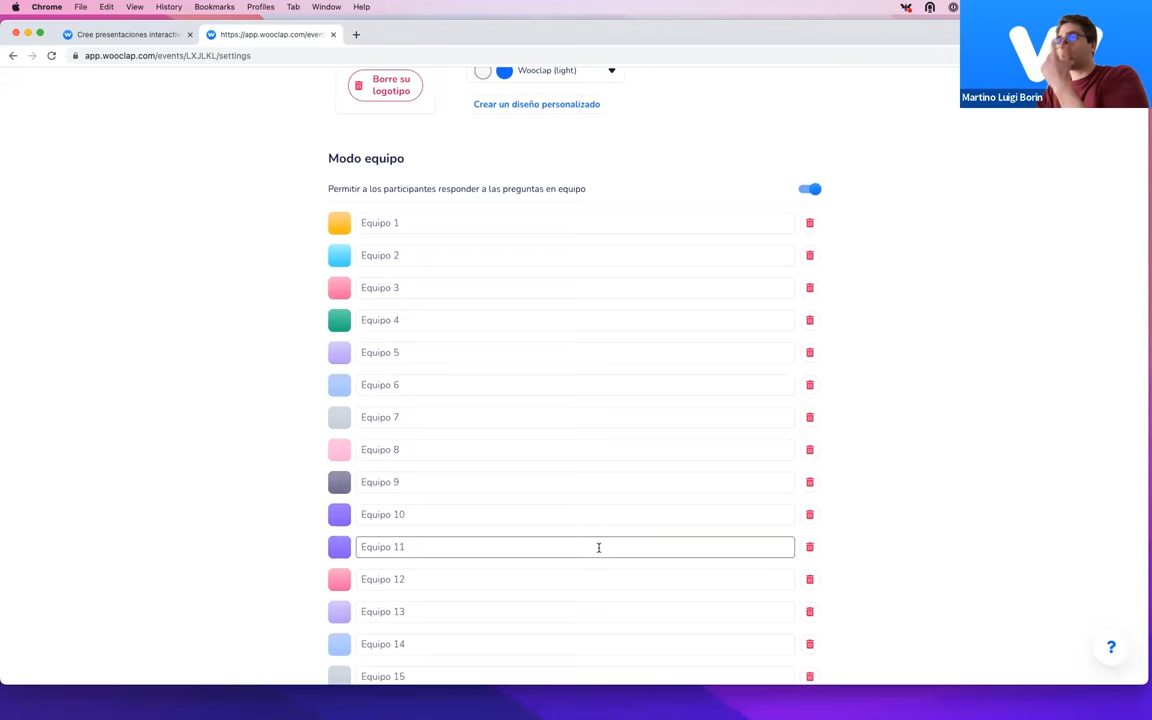 Chrome File Edit View History Bookmarks Profiles Tab Window Help
Cree presentaciones interactiv
https://app.wooclap.com/even
app.wooclap.com/events/LXJLKL/settings
Martino Luigi Borin
Borre su
logotipo
Wooclap (light)
Crear un diseño personalizado
Modo equipo
Permitir a los participantes responder a las preguntas en equipo
Equipo 1
Equipo 2
Equipo 3
Equipo 4
Equipo 5
Equipo 6
Equipo 7
Equipo 8
Equipo 9
Equipo 10
Equipo 11
Equipo 12
Equipo 13
Equipo 14
Equipo 15
?